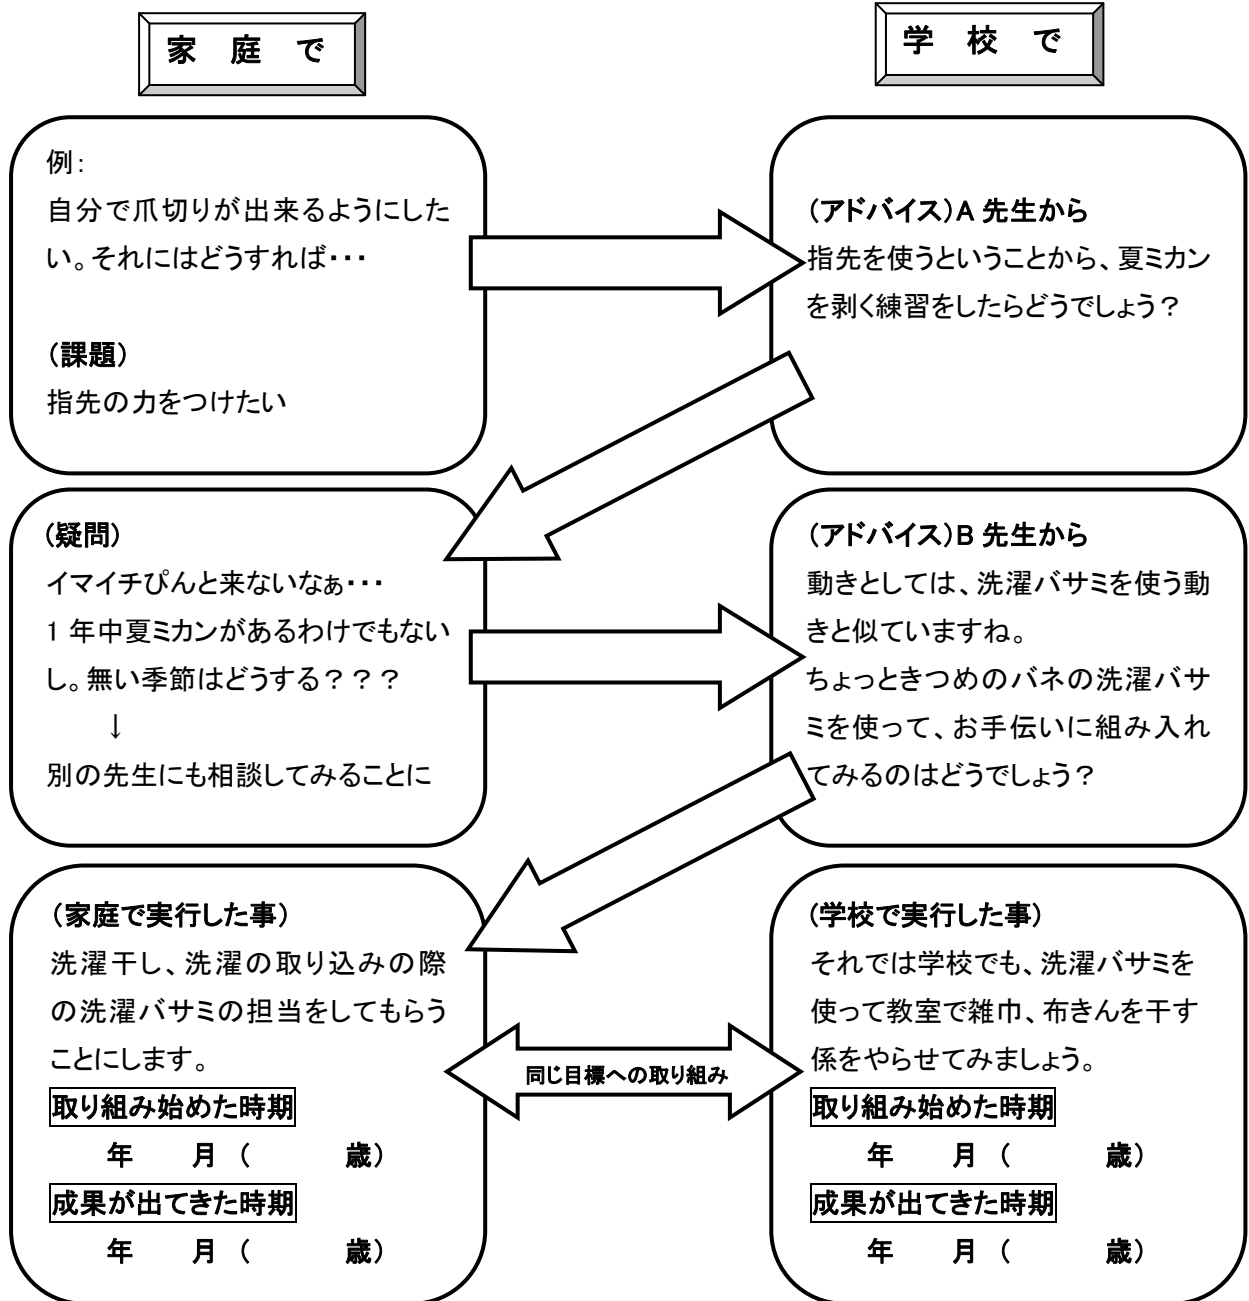 家 庭 で
学 校 で
例：
自分で爪切りが出来るようにした
い。それにはどうすれば・・・
（課題）
指先の力をつけたい
（アドバイス）A 先生から
指先を使うということから、夏ミカン
を剥く練習をしたらどうでしょう？
（疑問）
イマイチぴんと来ないなぁ・・・
1 年中夏ミカンがあるわけでもない
し。無い季節はどうする？？？
↓
別の先生にも相談してみることに
（アドバイス）B 先生から
動きとしては、洗濯バサミを使う動
きと似ていますね。
ちょっときつめのバネの洗濯バサ
ミを使って、お手伝いに組み入れ
てみるのはどうでしょう？
（家庭で実行した事）
洗濯干し、洗濯の取り込みの際
の洗濯バサミの担当をしてもらう
ことにします。
取り組み始めた時期
年 月（ 歳）
成果が出てきた時期
年 月（ 歳）
同じ目標への取り組み
（学校で実行した事）
それでは学校でも、洗濯バサミを
使って教室で雑巾、布きんを干す
係をやらせてみましょう。
取り組み始めた時期
年 月（ 歳）
成果が出てきた時期
年 月（ 歳）